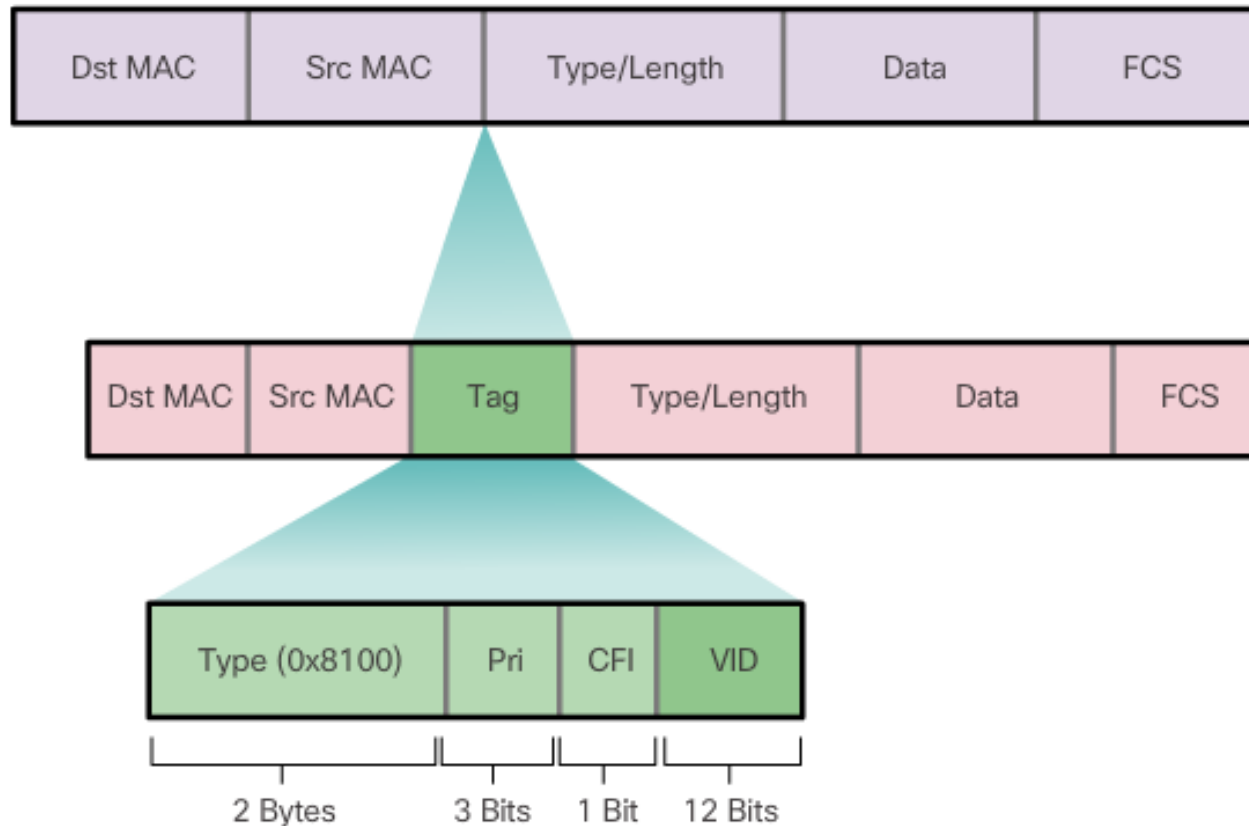 Dst MAC Src MAC Type/Length Data FCS
Dst MAC Src MAC Tag Type/Length Data FCS
Type (0x8100) Pri CFI VID
2 Bytes 3 Bits 1 Bit 12 Bits